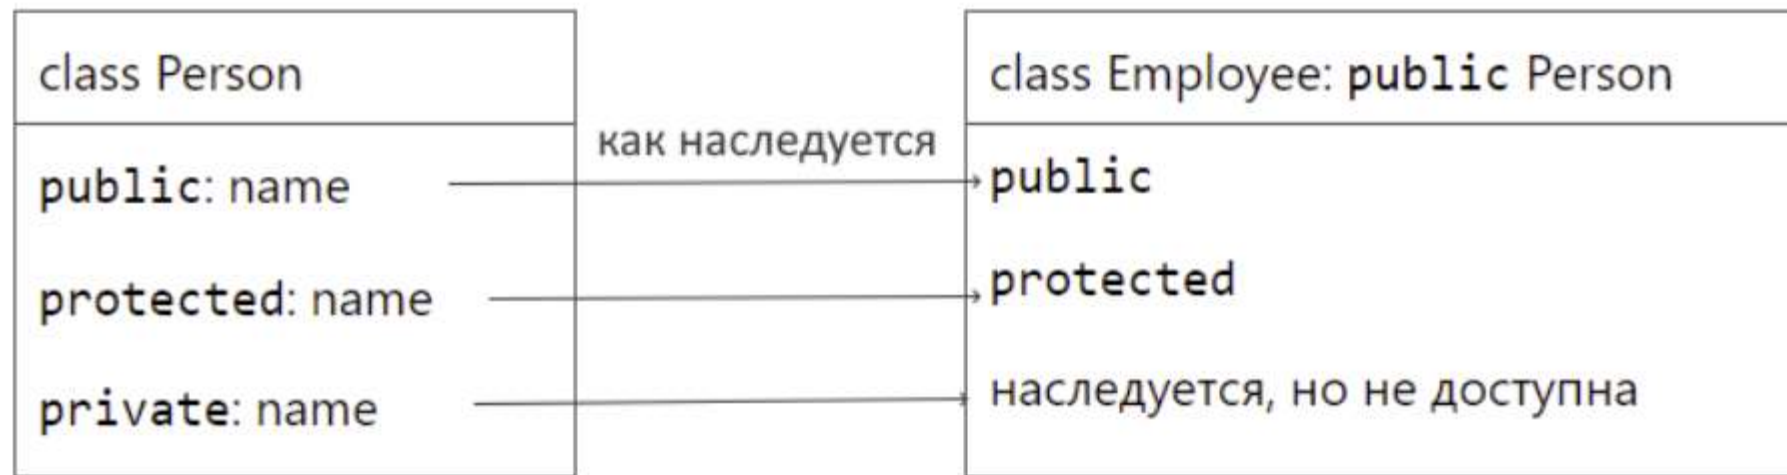 class Person
public: name
protected: name
private: name
как наследуется
class Employee: public Person
public
protected
наследуется, но не доступна